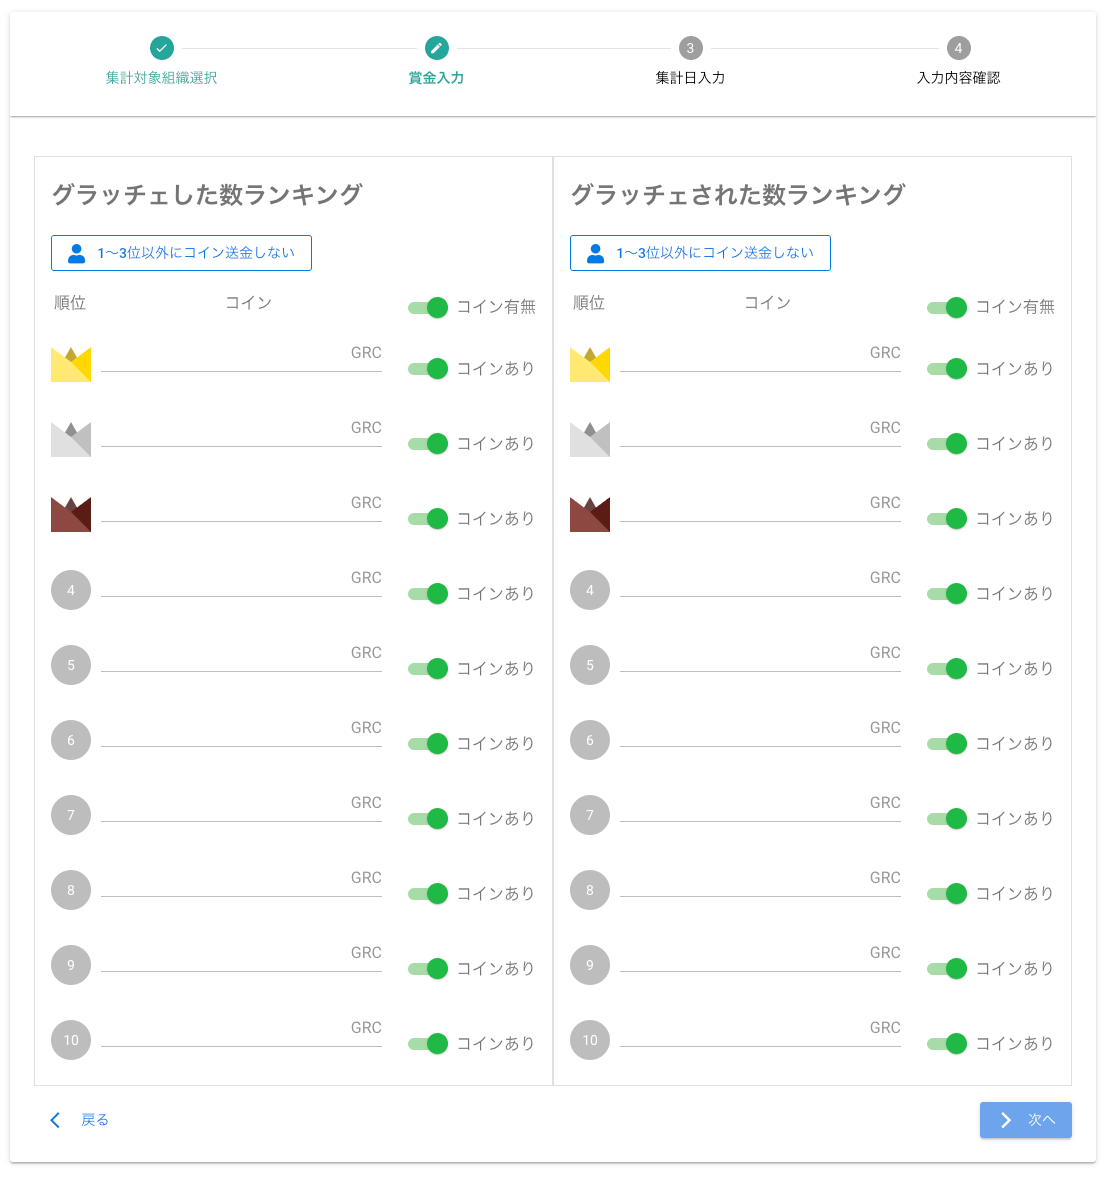 3
4
集計対象組織選択
賞金入力
集計日入力
入力内容確認
グラッチェした数ランキング
1〜3位以外にコイン送金しない
順位
コイン
コイン有無
GRC
コインあり
GRC
コインあり
GRC
コインあり
4
GRC
コインあり
5
GRC
コインあり
6
GRC
コインあり
7
GRC
コインあり
8
GRC
コインあり
9
GRC
コインあり
10
GRC
コインあり
グラッチェされた数ランキング
1〜3位以外にコイン送金しない
順位
コイン
コイン有無
GRC
コインあり
GRC
コインあり
GRC
コインあり
4
GRC
コインあり
5
GRC
コインあり
6
GRC
コインあり
7
GRC
コインあり
8
GRC
コインあり
9
GRC
コインあり
10
GRC
コインあり
戻る
次へ